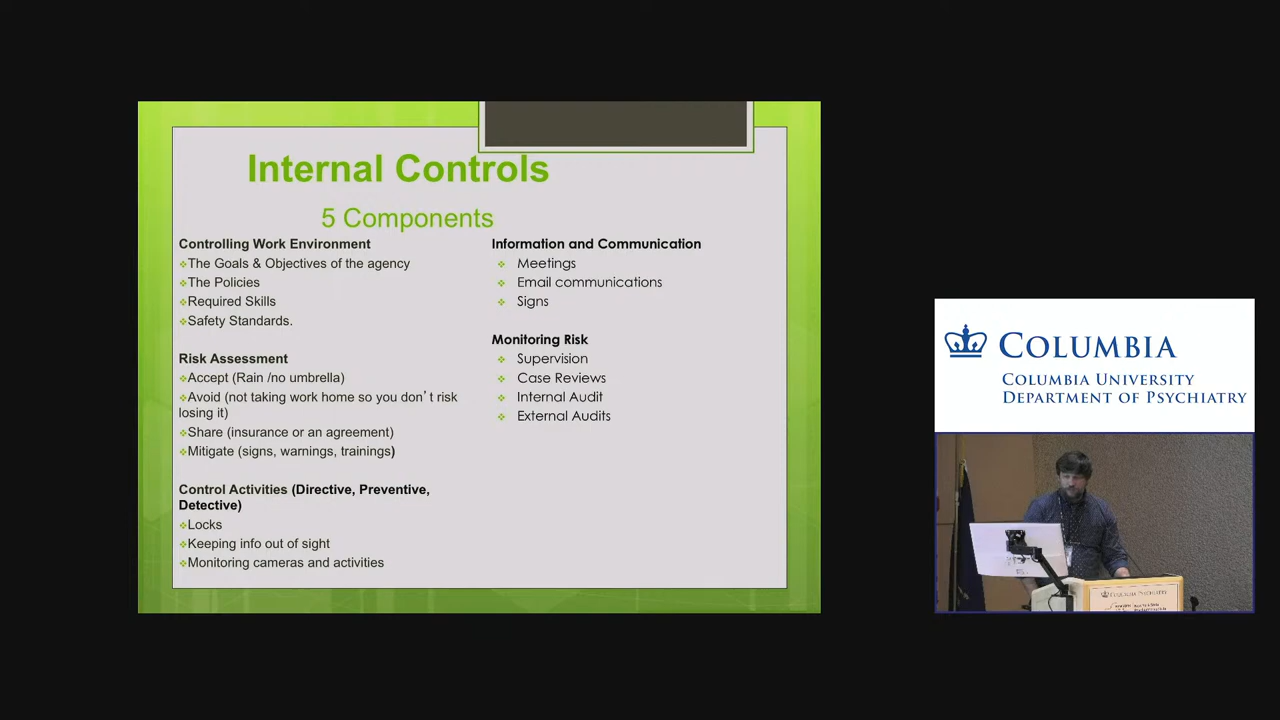 Internal Controls
5 Components
Controlling Work Environment
❖The Goals & Objectives of the agency
❖The Policies
❖Required Skills
❖Safety Standards.
Risk Assessment
❖Accept (Rain /no umbrella)
❖Avoid (not taking work home so you don’t risk
losing it)
❖Share (insurance or an agreement)
❖Mitigate (signs, warnings, trainings)
Control Activities (Directive, Preventive,
Detective)
❖Locks
❖Keeping info out of sight
❖Monitoring cameras and activities
Information and Communication
❖ Meetings
❖ Email communications
❖ Signs
Monitoring Risk
❖ Supervision
❖ Case Reviews
❖ Internal Audit
❖ External Audits
COLUMBIA
COLUMBIA UNIVERSITY
DEPARTMENT OF PSYCHIATRY
COLUMBIA PSYCHIATRY